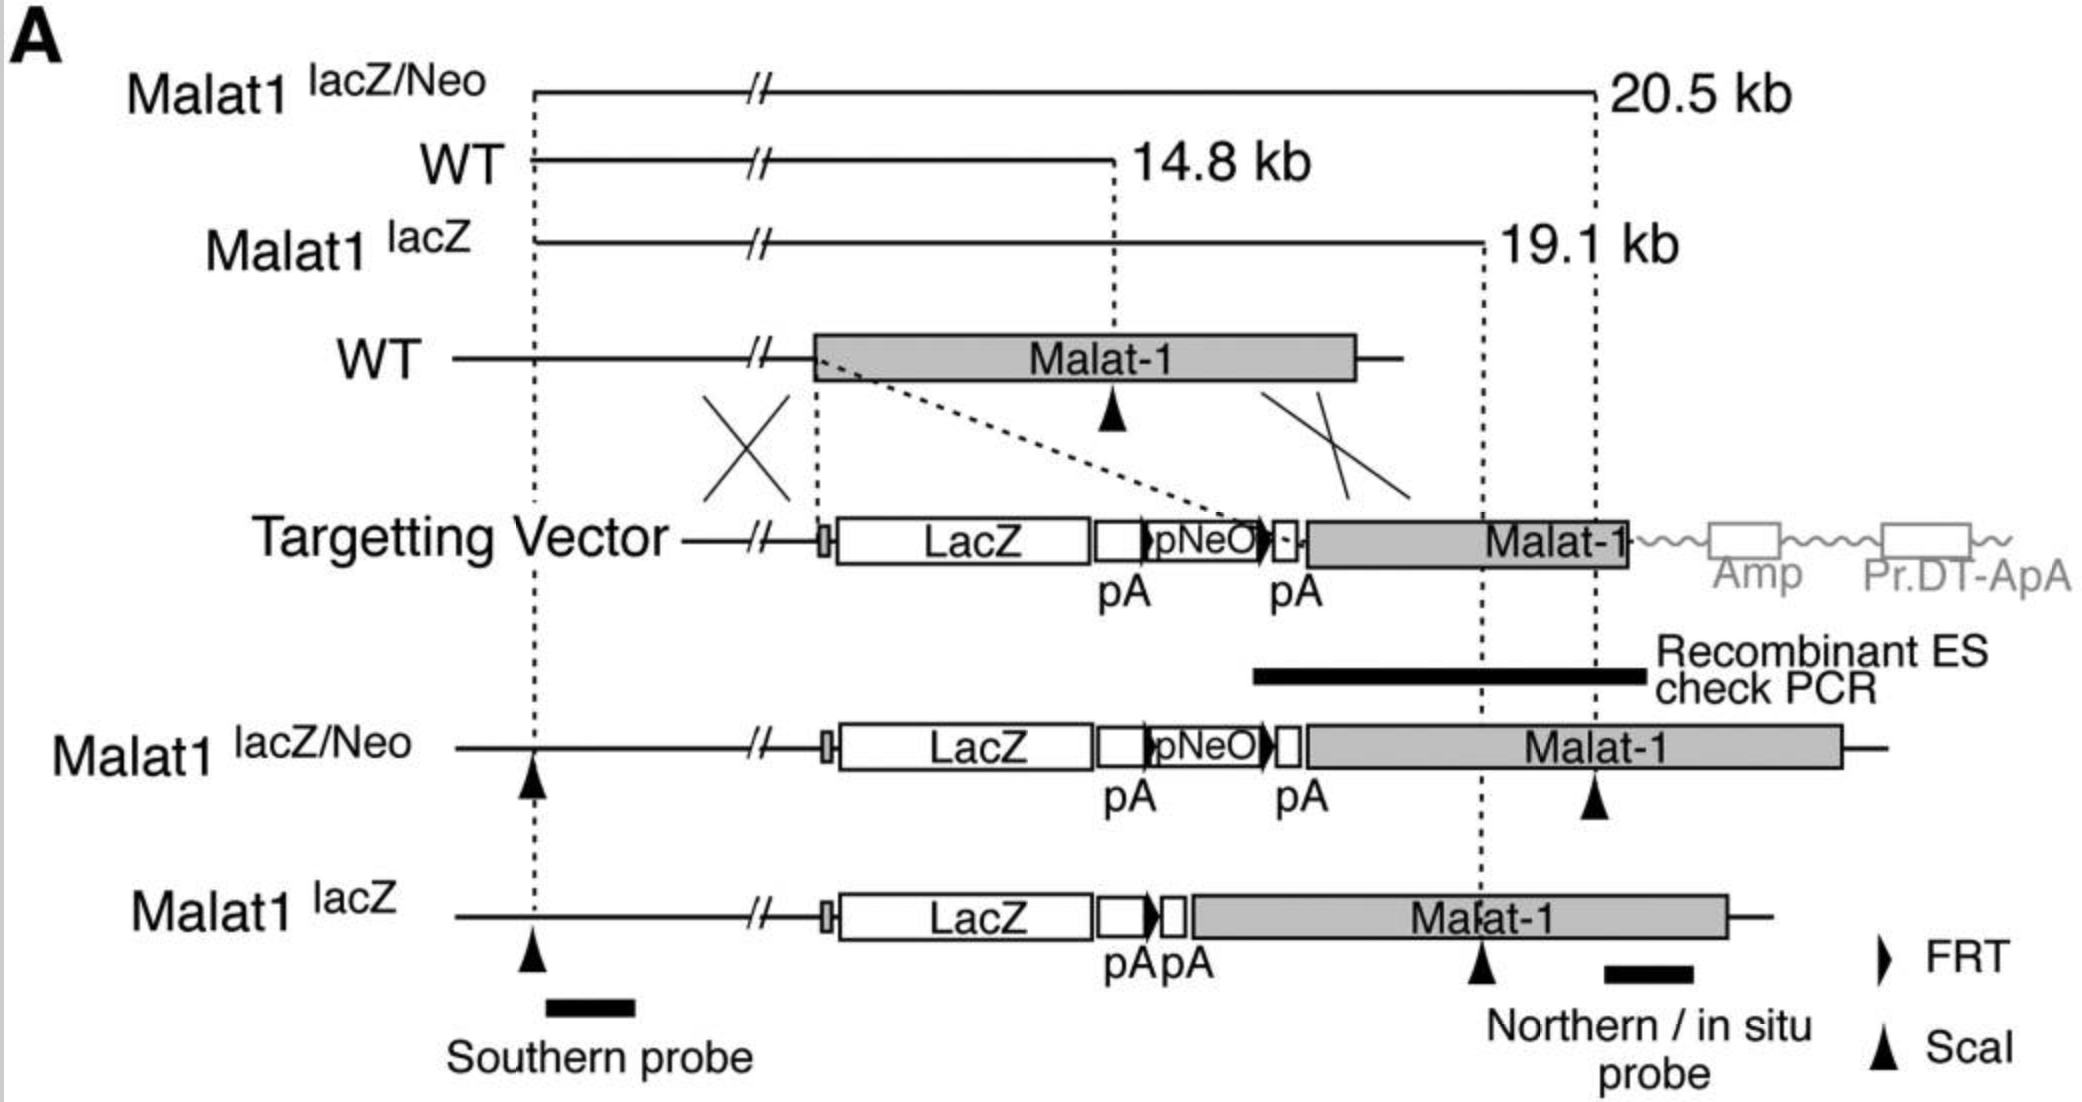 A
Malat1 lacZ/Neo 20.5 kb
WT 14.8 kb
Malat1 lacZ 19.1 kb
WT Malat-1
Targetting Vector LacZ pNeO Malat-1
pA pA Amp Pr.DT-ApA
Recombinant ES
check PCR
Malat1 lacZ/Neo LacZ pNeO Malat-1
pA pA
Malat1 lacZ LacZ Malat-1
pA pA
FRT
Southern probe
Northern / in situ
probe
ScaI